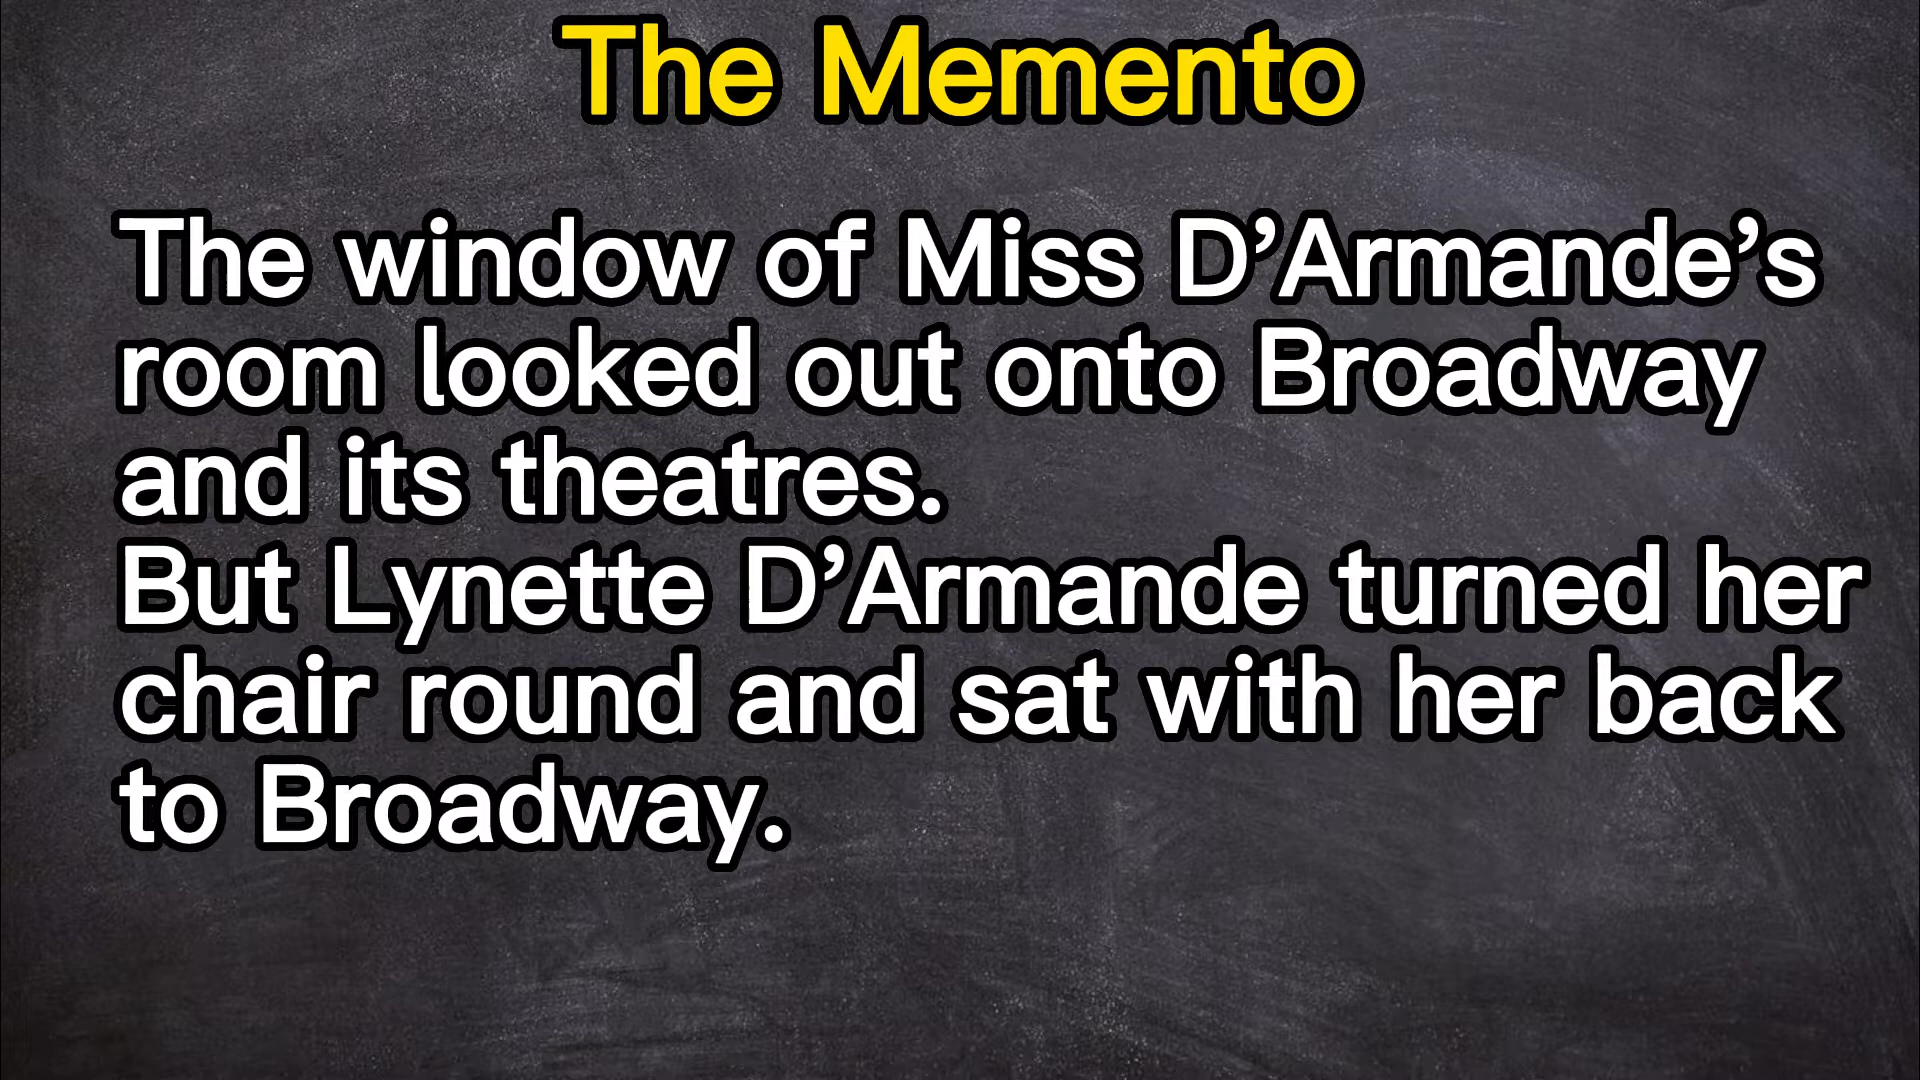 The Memento
The window of Miss D’Armande’s
room looked out onto Broadway
and its theatres.
But Lynette D’Armande turned her
chair round and sat with her back
to Broadway.